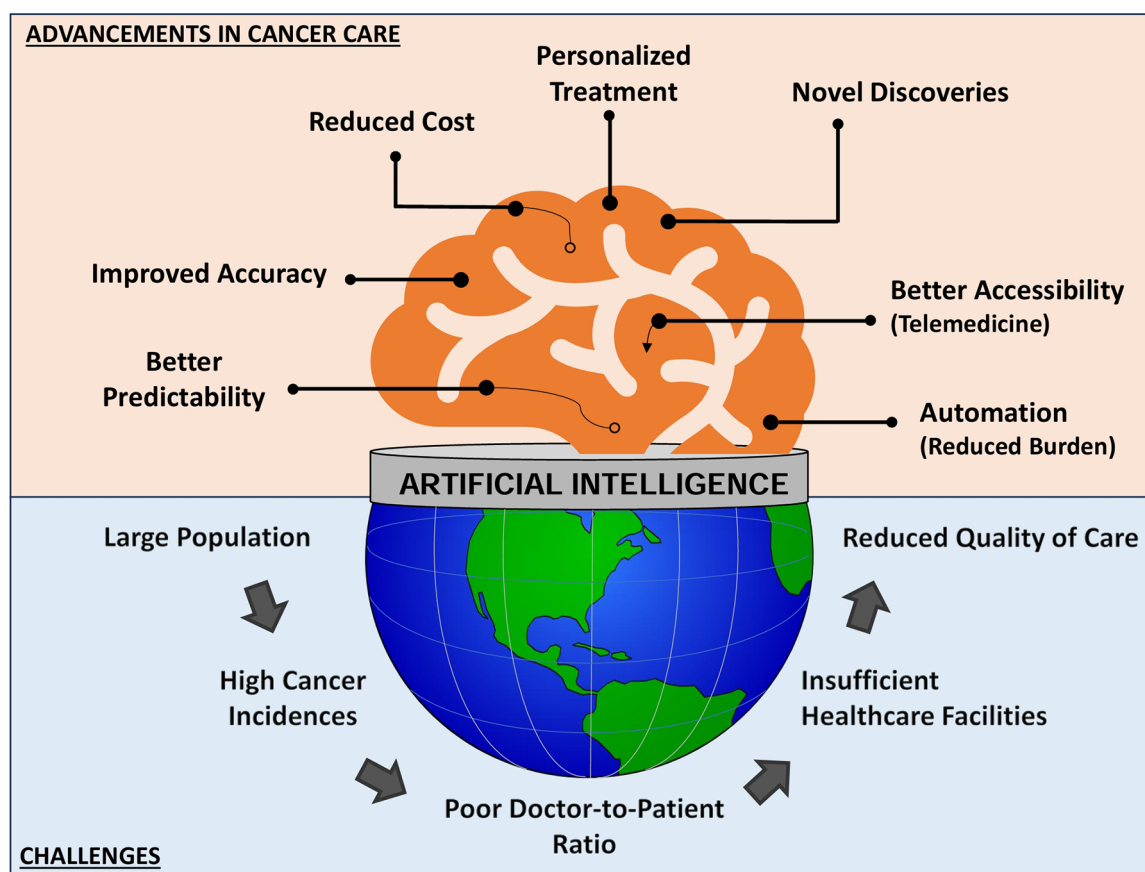 ADVANCEMENTS IN CANCER CARE
Personalized
Treatment
Novel Discoveries
Reduced Cost
Improved Accuracy
Better Accessibility
(Telemedicine)
Better
Predictability
Automation
(Reduced Burden)
ARTIFICIAL INTELLIGENCE
Large Population
Reduced Quality of Care
High Cancer
Incidences
Insufficient
Healthcare Facilities
Poor Doctor-to-Patient
Ratio
CHALLENGES